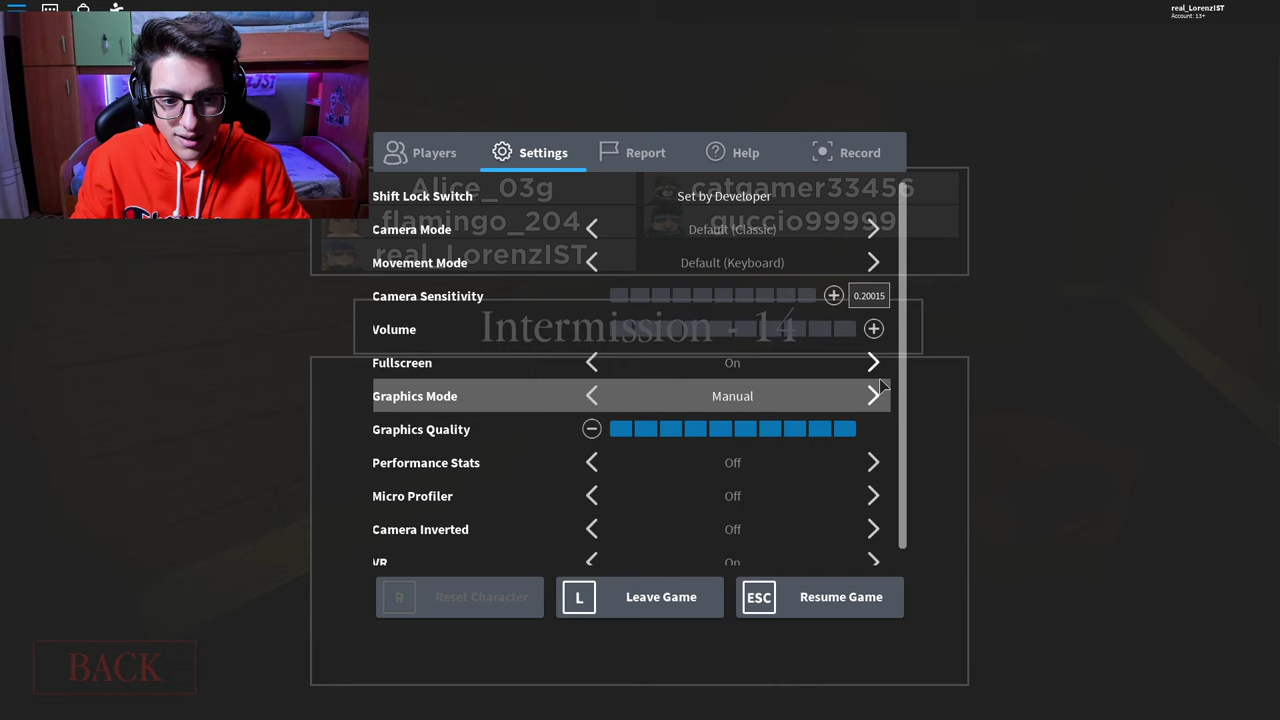 real_LorenzIST
Account: 13+
Players
Settings
Report
Help
Record
Alice_03g
catgamer33456
Shift Lock Switch
Set by Developer
flamingo_204
guccio99999
Camera Mode
Default (Classic)
real_LorenzIST
Movement Mode
Default (Keyboard)
Camera Sensitivity
0.20015
Intermission - 14
Volume
Fullscreen
On
Graphics Mode
Manual
Graphics Quality
Performance Stats
Off
Micro Profiler
Off
Camera Inverted
Off
VR
On
R Reset Character
L Leave Game
ESC Resume Game
BACK